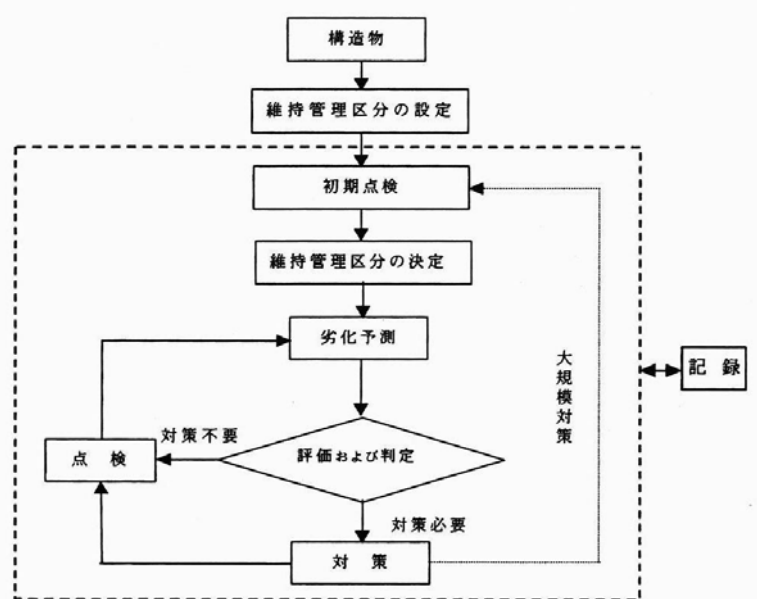 構造物
維持管理区分の設定
初期点検
維持管理区分の決定
劣化予測
大規模対策
記録
対策不要
点検
評価および判定
対策必要
対策